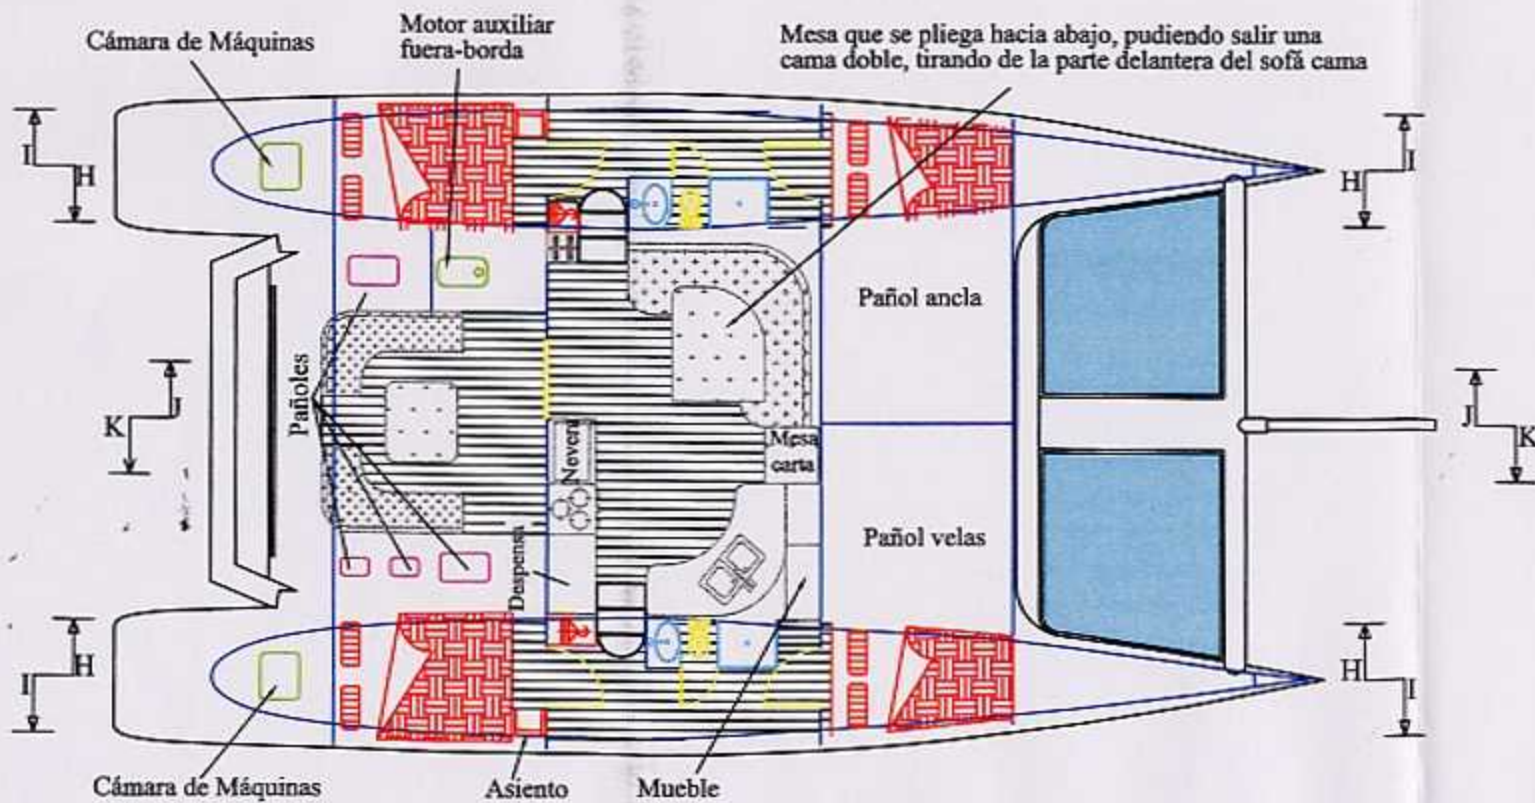 Cámara de Máquinas
Motor auxiliar
fuera-borda
Mesa que se pliega hacia abajo, pudiendo salir una
cama doble, tirando de la parte delantera del sofá cama
I
H
I
H
Pañol ancla
Pañoles
J
K
J
K
Nevera
Mesa
carta
Despensa
Pañol velas
H
I
H
I
Cámara de Máquinas
Asiento
Mueble